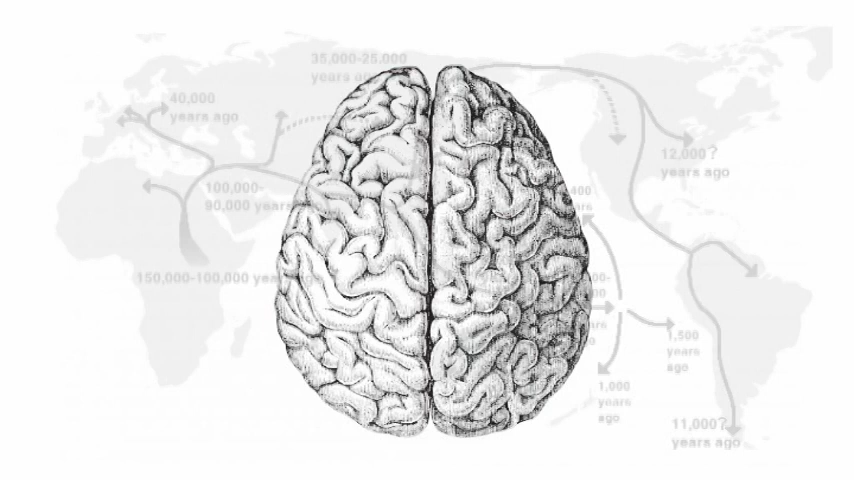 35,000-25,000
years
40,000
years ago
12,000?
years ago
100,000-
90,000 years
150,000-100,000 years ago
1,500
years
ago
1,000
years
ago
11,000?
years ago